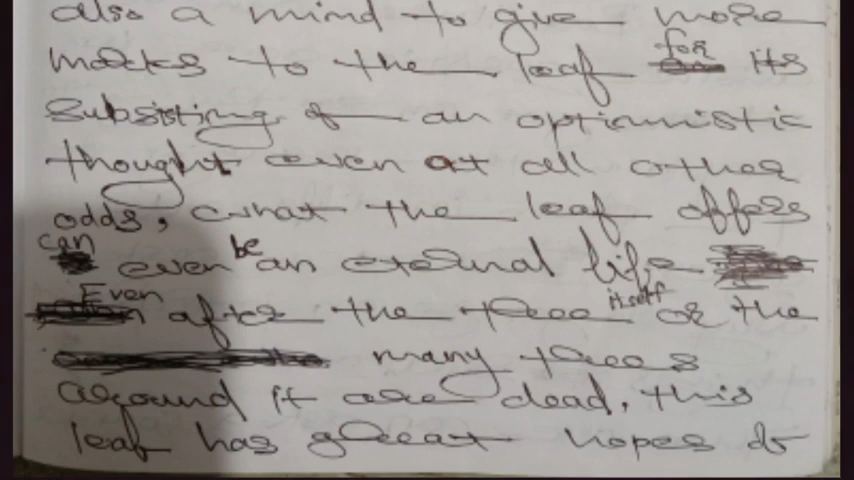 also a mind to give more
marks to the leaf for its
subsisting of an optimistic
thought even at all other
odds, what the leaf offers
can even be an eternal life
Even after the tree itself or the
many trees
around it are dead, this
leaf has great hopes